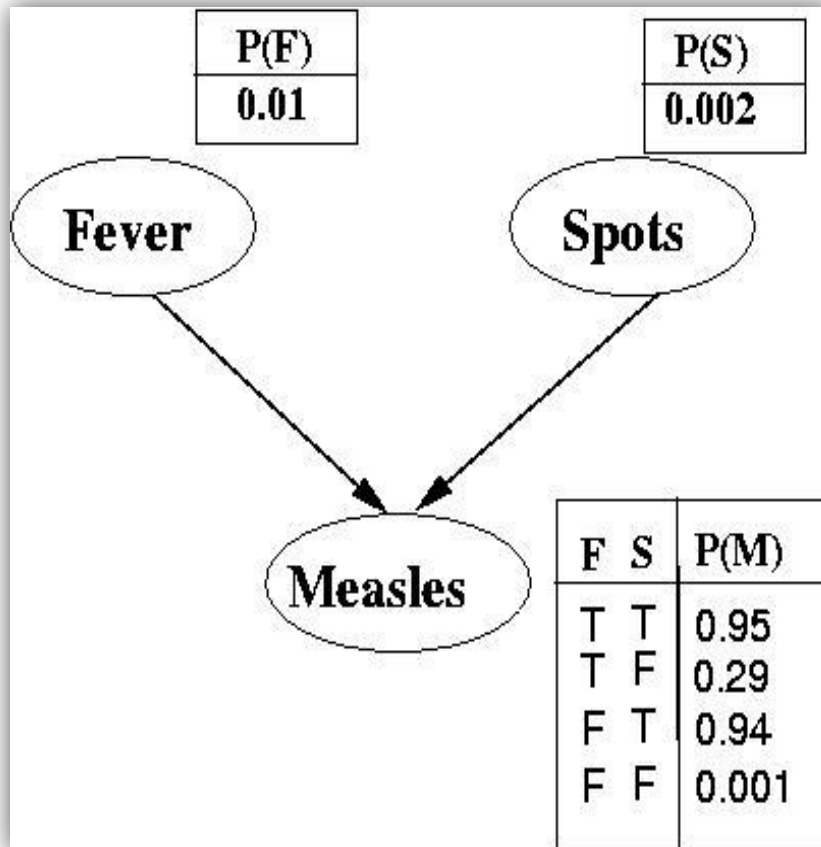 P(F)
0.01
P(S)
0.002
Fever
Spots
Measles
F S P(M)
T T 0.95
T F 0.29
F T 0.94
F F 0.001